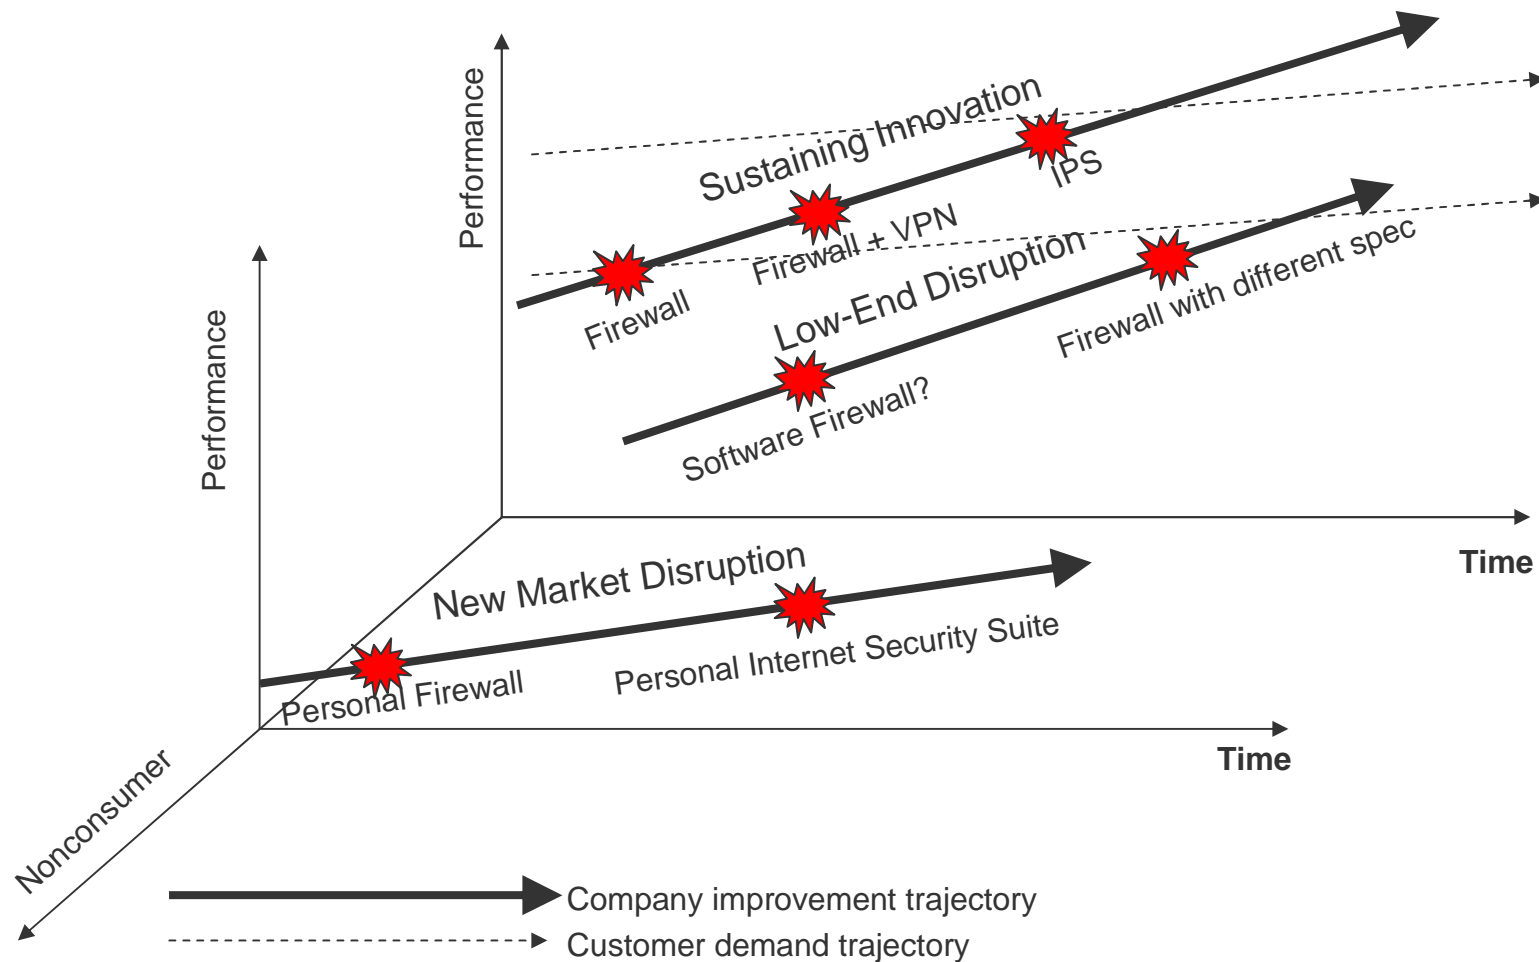 Performance
Sustaining Innovation
IPS
Firewall + VPN
Firewall
Low-End Disruption
Firewall with different spec
Software Firewall?
Time
Performance
New Market Disruption
Personal Internet Security Suite
Personal Firewall
Time
Nonconsumer
Company improvement trajectory
Customer demand trajectory